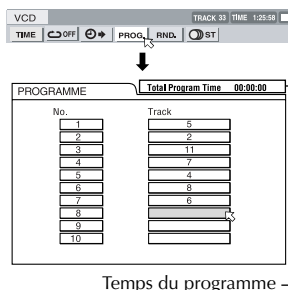 VCD
TRACK 33 TIME 1:25:58
TIME OFF PROG. RND. ST
PROGRAMME Total Program Time 00:00:00
No. Track
1 5
2 2
3 11
4 7
5 4
6 8
7 6
8
9
10
Temps du programme –